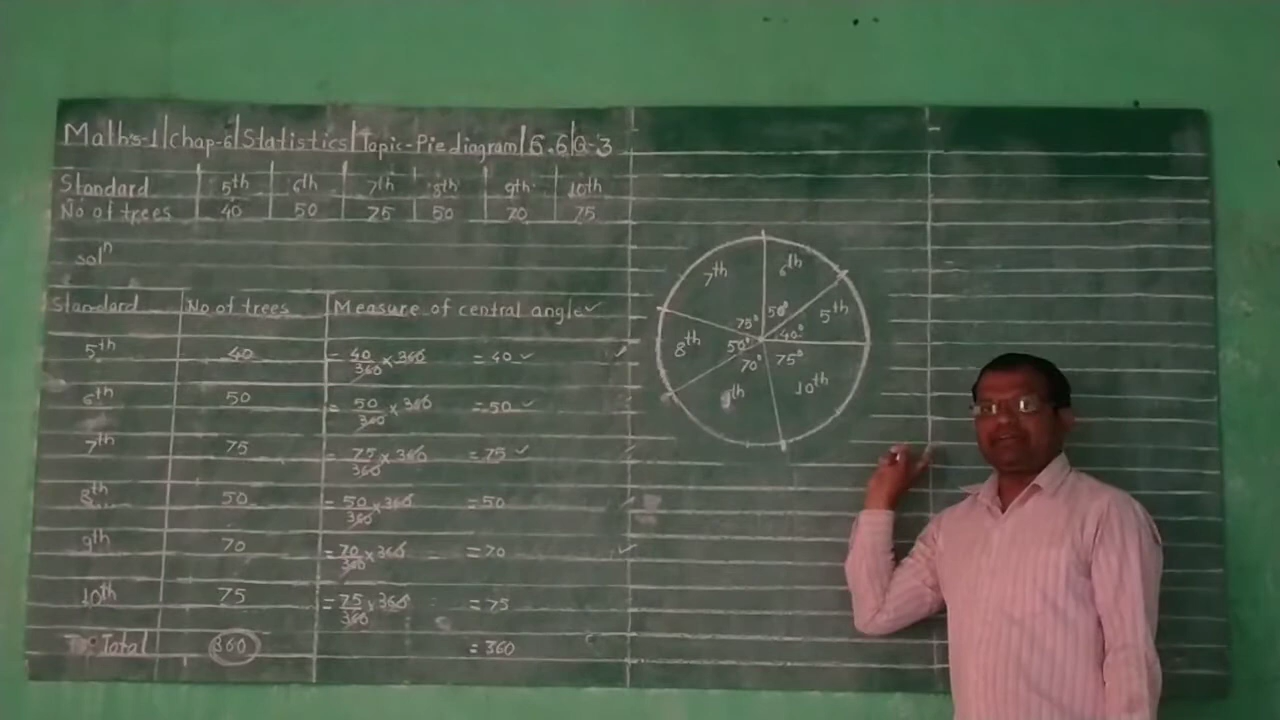 Maths-1|Chap-6|Statistics|Topic-Pie diagram|6.6|Q-3
Standard 5th 6th 7th 8th 9th 10th
No of trees 40 50 75 50 70 75
solⁿ
Standard No of trees Measure of central angle ✓
5th 40 = 40/360 × 360 = 40 ✓
6th 50 = 50/360 × 360 = 50 ✓
7th 75 = 75/360 × 360 = 75 ✓
8th 50 = 50/360 × 360 = 50
9th 70 = 70/360 × 360 = 70
10th 75 = 75/360 × 360 = 75
Total 360 = 360
7th 6th
5th
75° 50°
40°
8th 50°
70° 75°
9th 10th